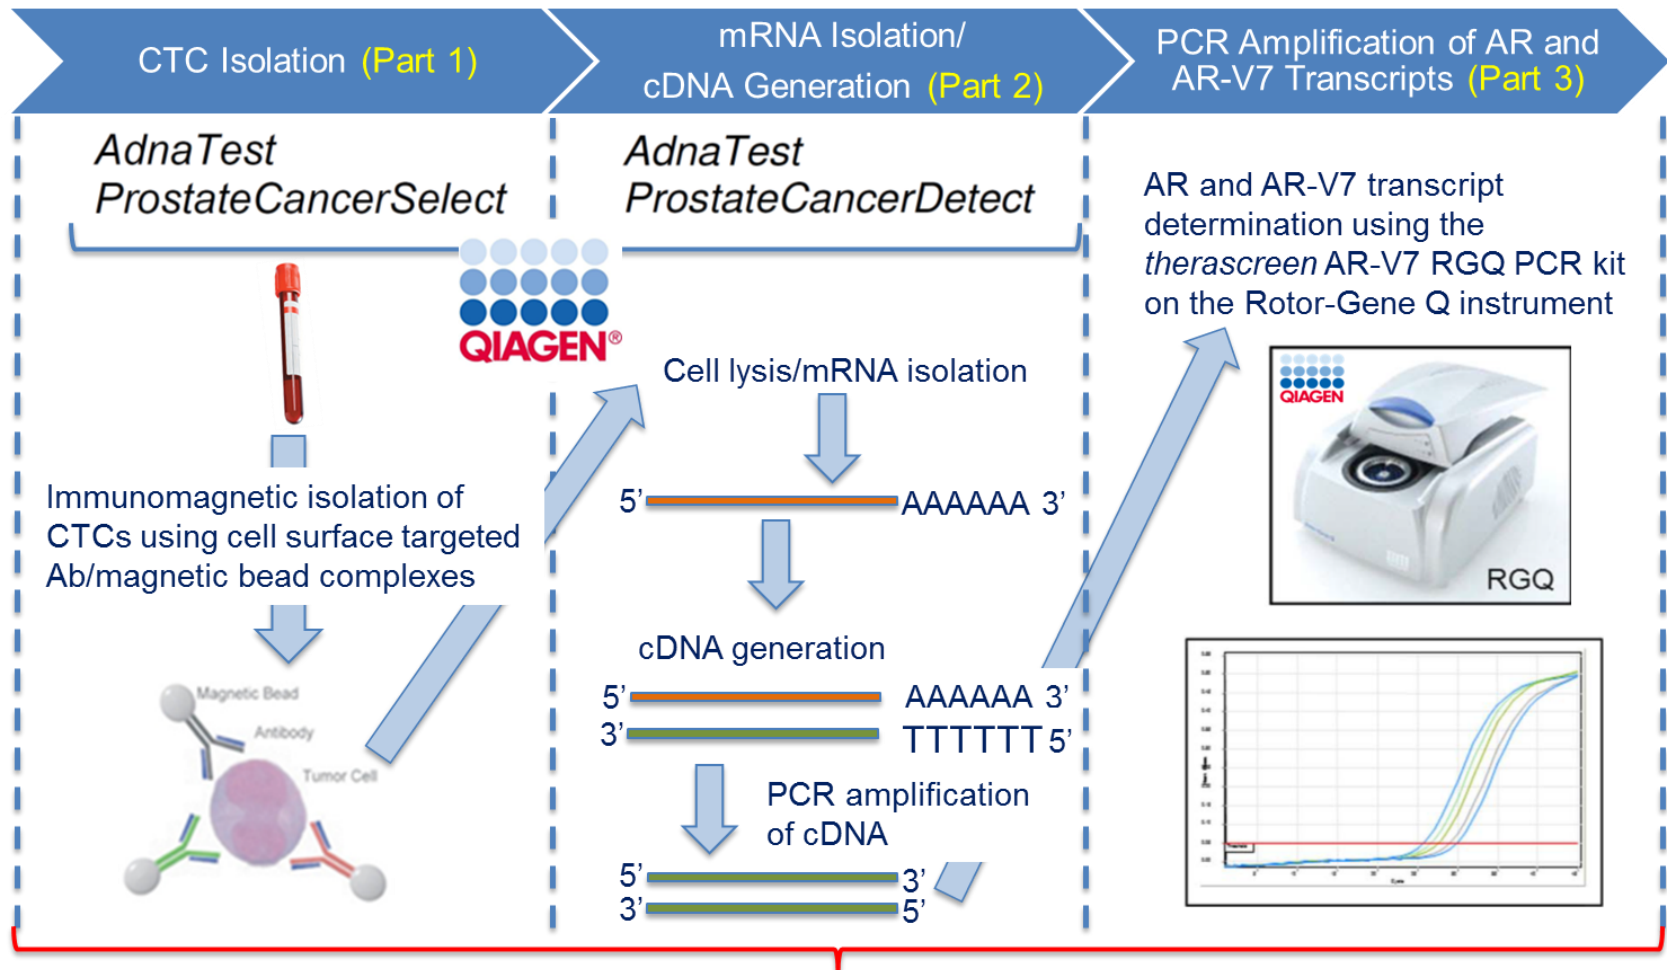 CTC Isolation (Part 1)
mRNA Isolation/
cDNA Generation (Part 2)
PCR Amplification of AR and
AR-V7 Transcripts (Part 3)
AdnaTest
ProstateCancerSelect
AdnaTest
ProstateCancerDetect
QIAGEN®
Immunomagnetic isolation of
CTCs using cell surface targeted
Ab/magnetic bead complexes
Magnetic Bead
Antibody
Tumor Cell
Cell lysis/mRNA isolation
5’ AAAAAA 3’
cDNA generation
5’ AAAAAA 3’
3’ TTTTTT 5’
PCR amplification
of cDNA
5’ 3’
3’ 5’
AR and AR-V7 transcript
determination using the
therascreen AR-V7 RGQ PCR kit
on the Rotor-Gene Q instrument
QIAGEN
RGQ